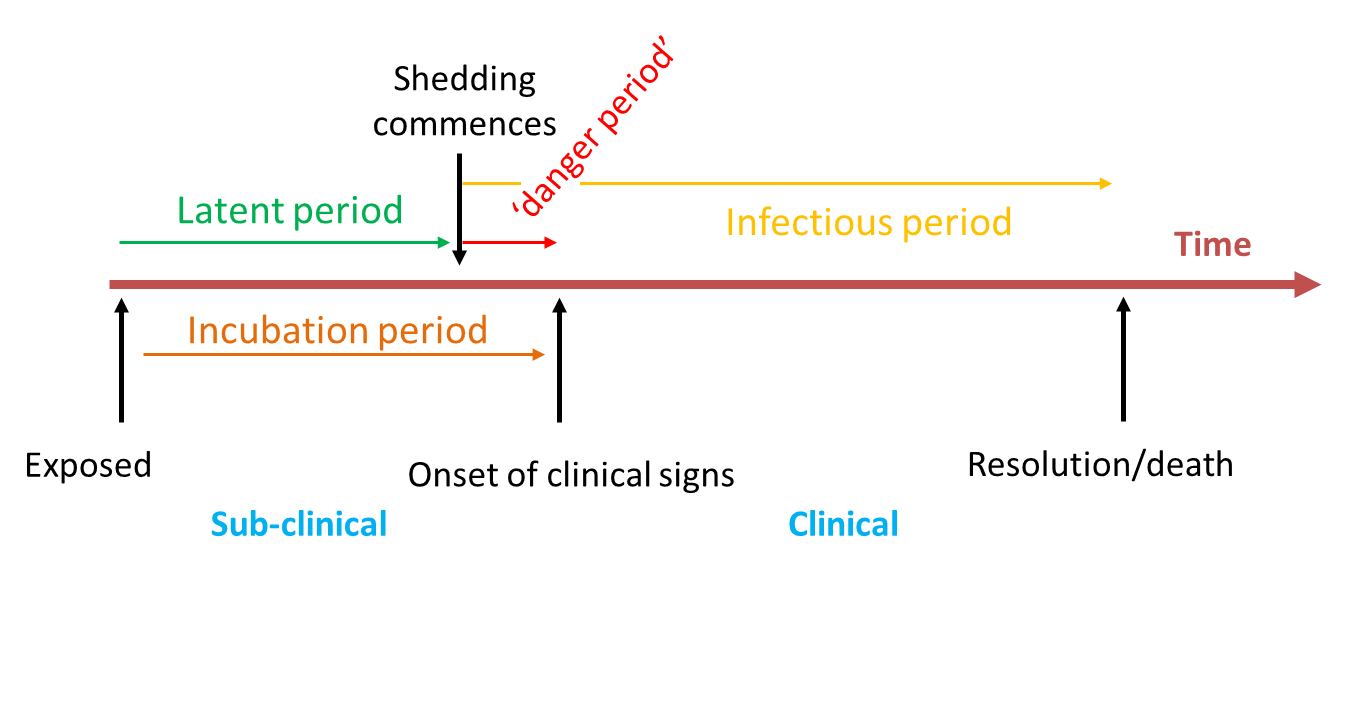 Shedding
commences
‘danger period’
Latent period
Infectious period
Time
Incubation period
Exposed
Onset of clinical signs
Resolution/death
Sub-clinical
Clinical